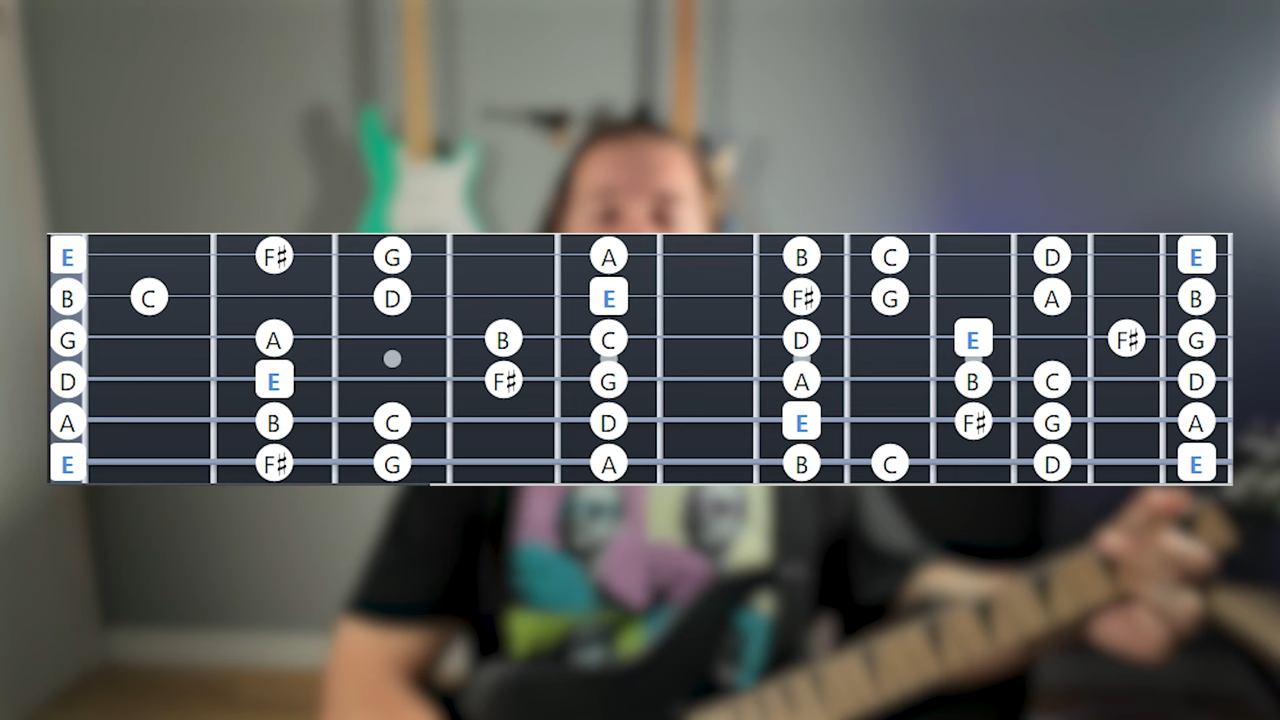 E F♯ G A B C D E
B C D E F♯ G A B
G A B C D E F♯ G
D E F♯ G A B C D
A B C D E F♯ G A
E F♯ G A B C D E